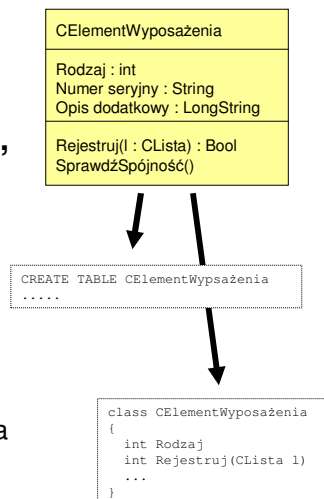 CElementWyposażenia
Rodzaj : int
Numer seryjny : String
Opis dodatkowy : LongString
,
Rejestruj(l : CLista) : Bool
SprawdźSpójność()
CREATE TABLE CElementWypsażenia
.....
a
class CElementWyposażenia
{
int Rodzaj
int Rejestruj(CLista l)
...
}